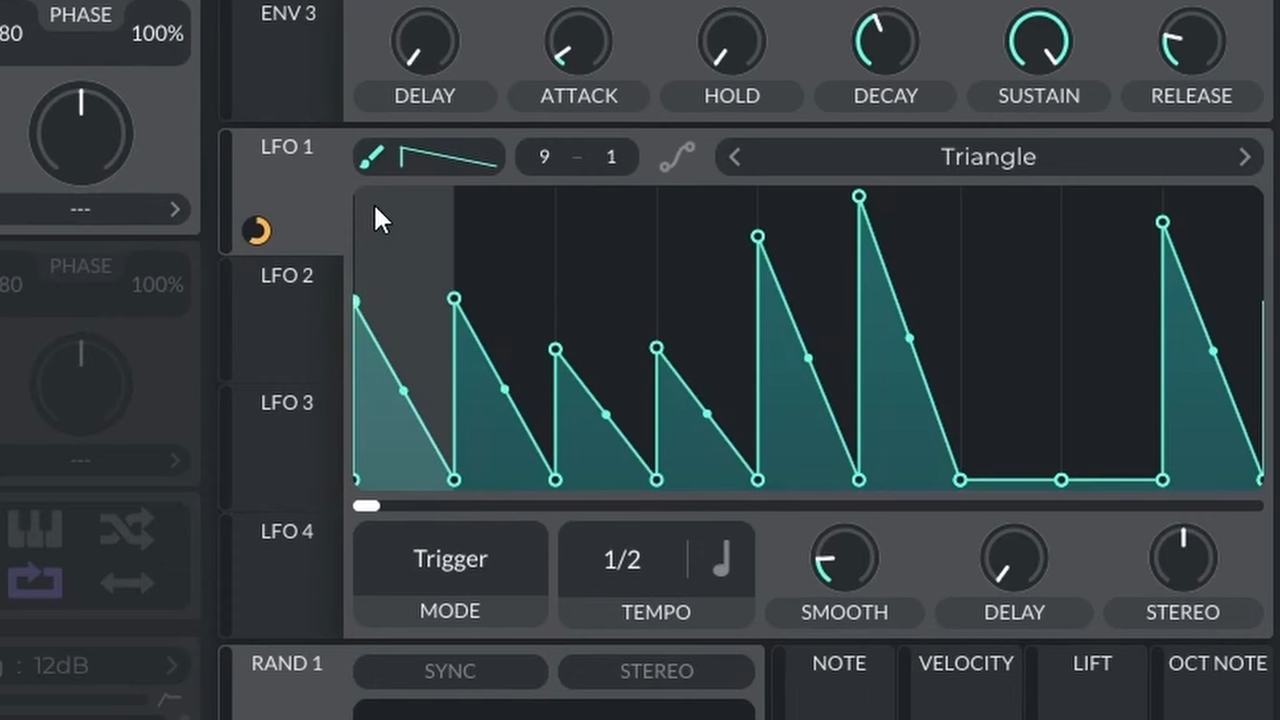 PHASE
80 100%
---
PHASE
80 100%
---
: 12dB
ENV 3
DELAY ATTACK HOLD DECAY SUSTAIN RELEASE
LFO 1
9 - 1
Triangle
LFO 2
LFO 3
LFO 4
Trigger
MODE
1/2
TEMPO
SMOOTH DELAY STEREO
RAND 1
SYNC STEREO
NOTE VELOCITY LIFT OCT NOTE